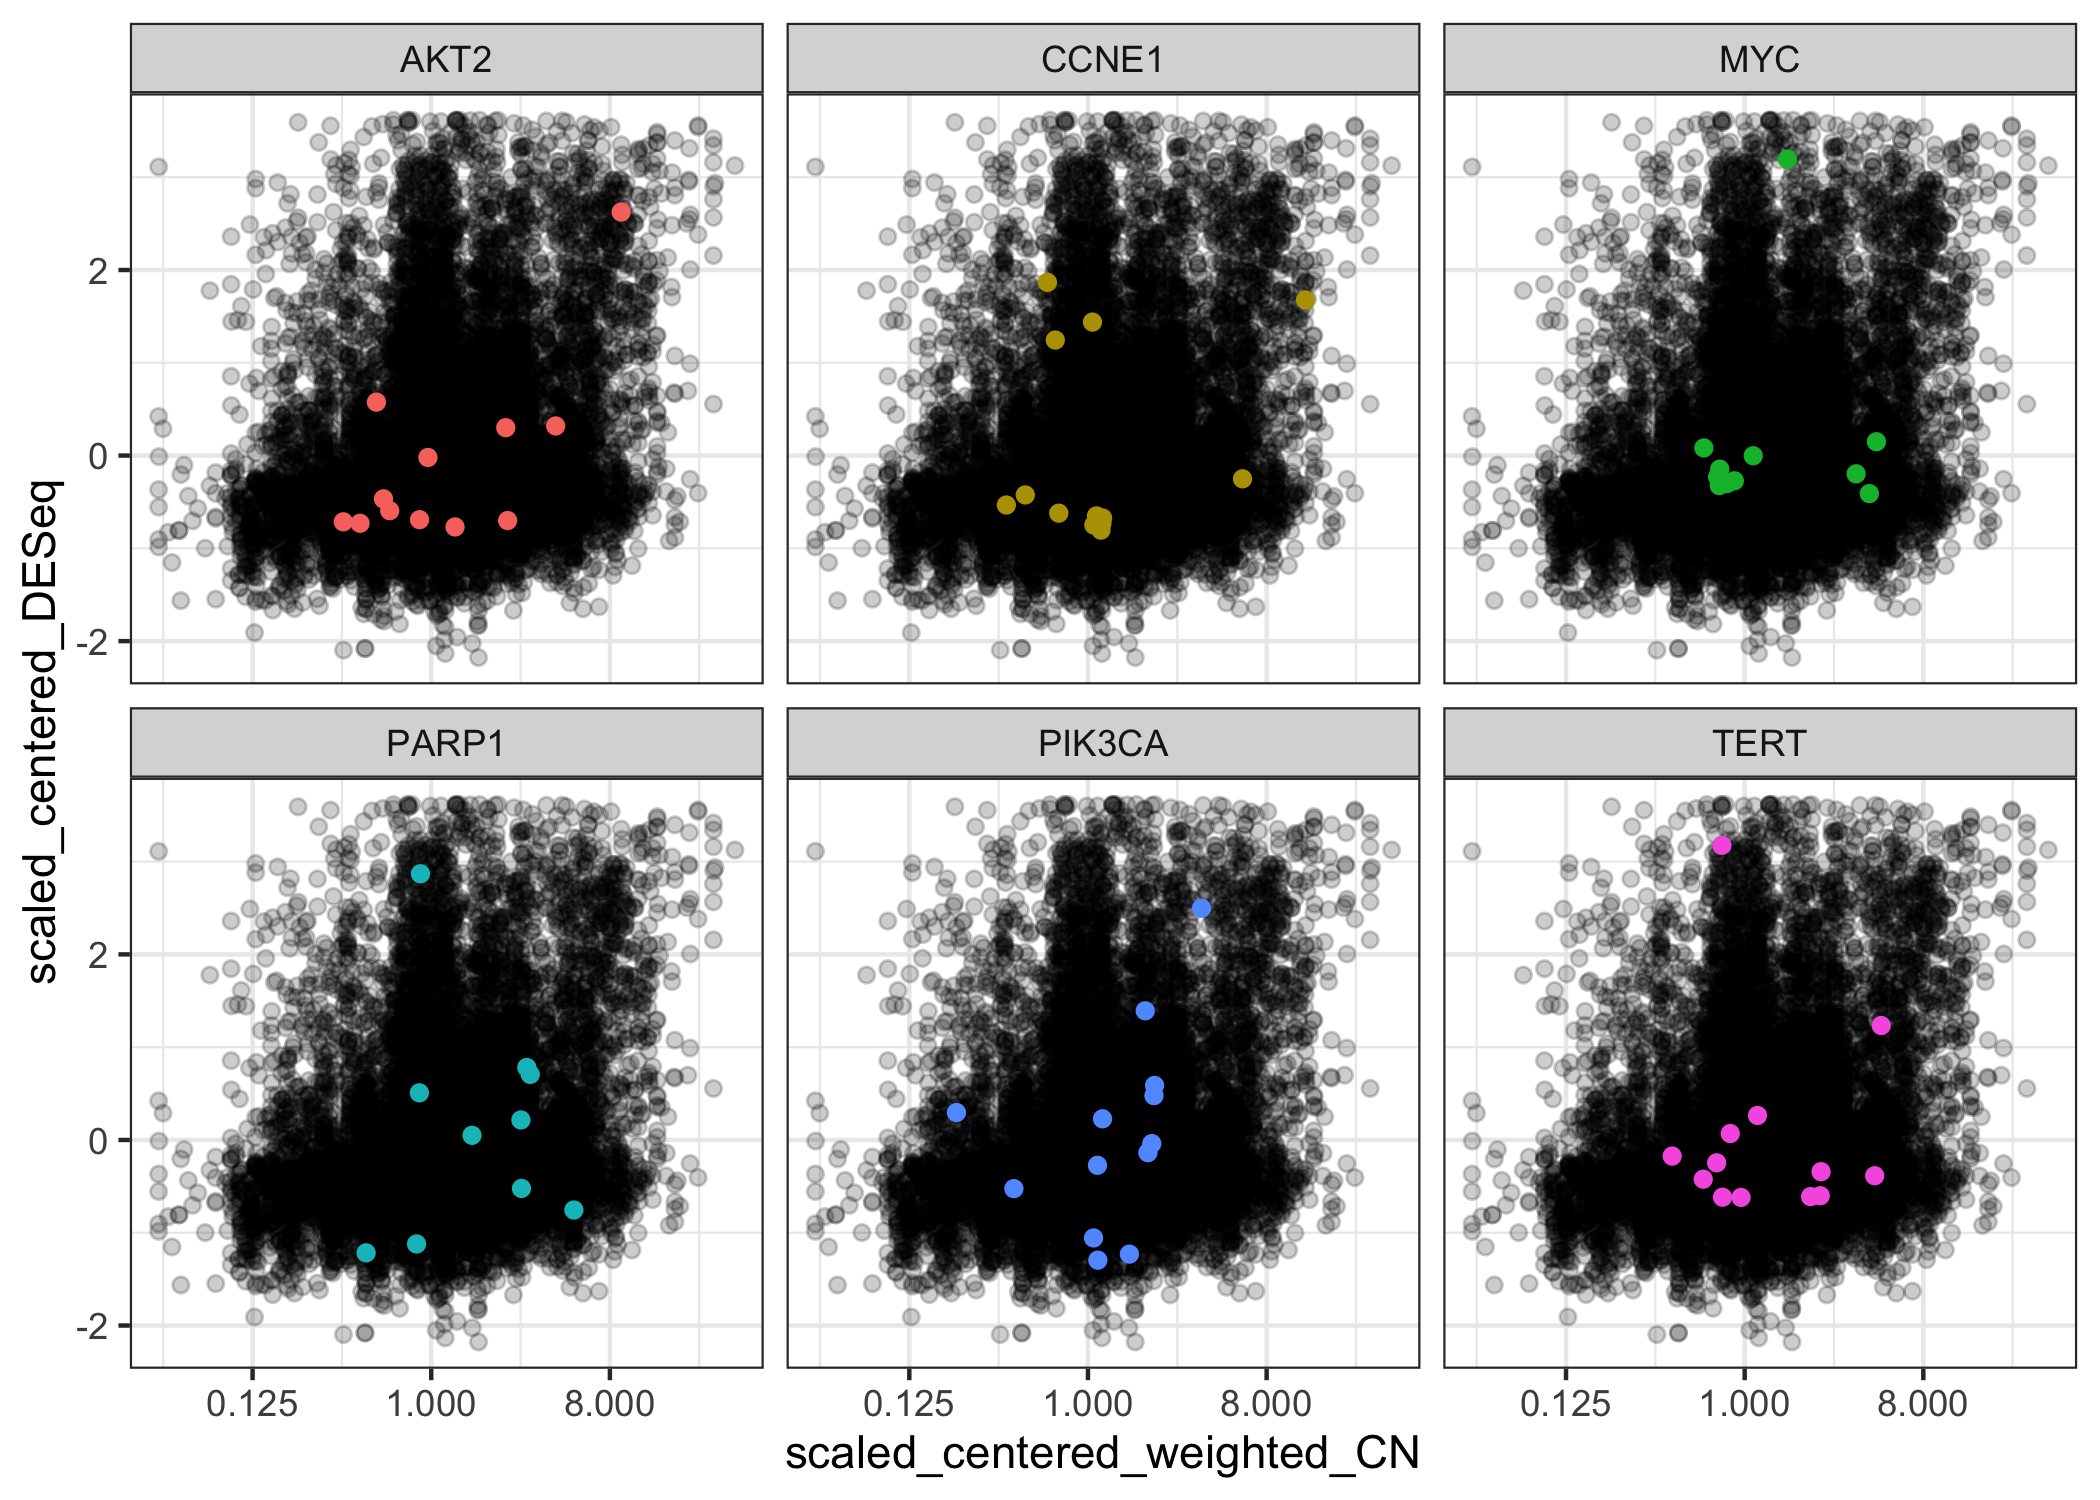 AKT2
CCNE1
MYC
2
0
-2
PARP1
PIK3CA
TERT
2
0
-2
0.125
1.000
8.000
0.125
1.000
8.000
0.125
1.000
8.000
scaled_centered_DESeq
scaled_centered_weighted_CN